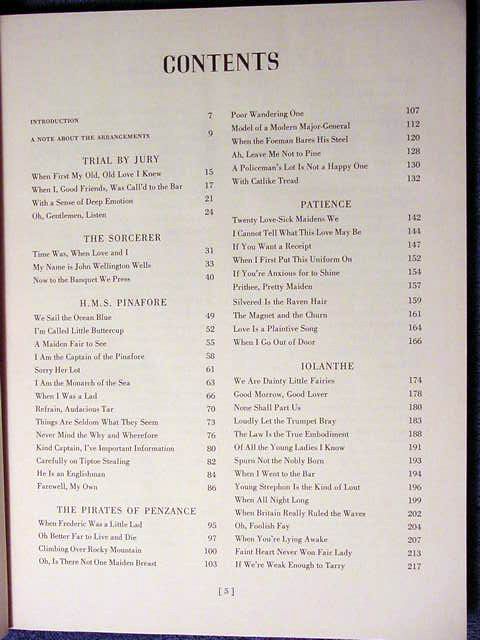 CONTENTS
INTRODUCTION 7
A NOTE ABOUT THE ARRANGEMENTS 9
TRIAL BY JURY
When First My Old, Old Love I Knew 15
When I, Good Friends, Was Call'd to the Bar 17
With a Sense of Deep Emotion 21
Oh, Gentlemen, Listen 24
THE SORCERER
Time Was, When Love and I 31
My Name is John Wellington Wells 33
Now to the Banquet We Press 40
H.M.S. PINAFORE
We Sail the Ocean Blue 49
I'm Called Little Buttercup 52
A Maiden Fair to See 55
I Am the Captain of the Pinafore 58
Sorry Her Lot 61
I Am the Monarch of the Sea 63
When I Was a Lad 66
Refrain, Audacious Tar 70
Things Are Seldom What They Seem 73
Never Mind the Why and Wherefore 76
Kind Captain, I've Important Information 80
Carefully on Tiptoe Stealing 82
He Is an Englishman 84
Farewell, My Own 86
THE PIRATES OF PENZANCE
When Frederic Was a Little Lad 95
Oh Better Far to Live and Die 97
Climbing Over Rocky Mountain 100
Oh, Is There Not One Maiden Breast 103
Poor Wandering One 107
Model of a Modern Major-General 112
When the Foeman Bares His Steel 120
Ah, Leave Me Not to Pine 128
A Policeman's Lot Is Not a Happy One 130
With Catlike Tread 132
PATIENCE
Twenty Love-Sick Maidens We 142
I Cannot Tell What This Love May Be 144
If You Want a Receipt 147
When I First Put This Uniform On 152
If You're Anxious for to Shine 154
Prithee, Pretty Maiden 157
Silvered Is the Raven Hair 159
The Magnet and the Churn 161
Love Is a Plaintive Song 164
When I Go Out of Door 166
IOLANTHE
We Are Dainty Little Fairies 174
Good Morrow, Good Lover 178
None Shall Part Us 180
Loudly Let the Trumpet Bray 183
The Law Is the True Embodiment 188
Of All the Young Ladies I Know 191
Spurn Not the Nobly Born 193
When I Went to the Bar 194
Young Strephon Is the Kind of Lout 196
When All Night Long 199
When Britain Really Ruled the Waves 202
Oh, Foolish Fay 204
When You're Lying Awake 207
Faint Heart Never Won Fair Lady 213
If We're Weak Enough to Tarry 217
[ 5 ]